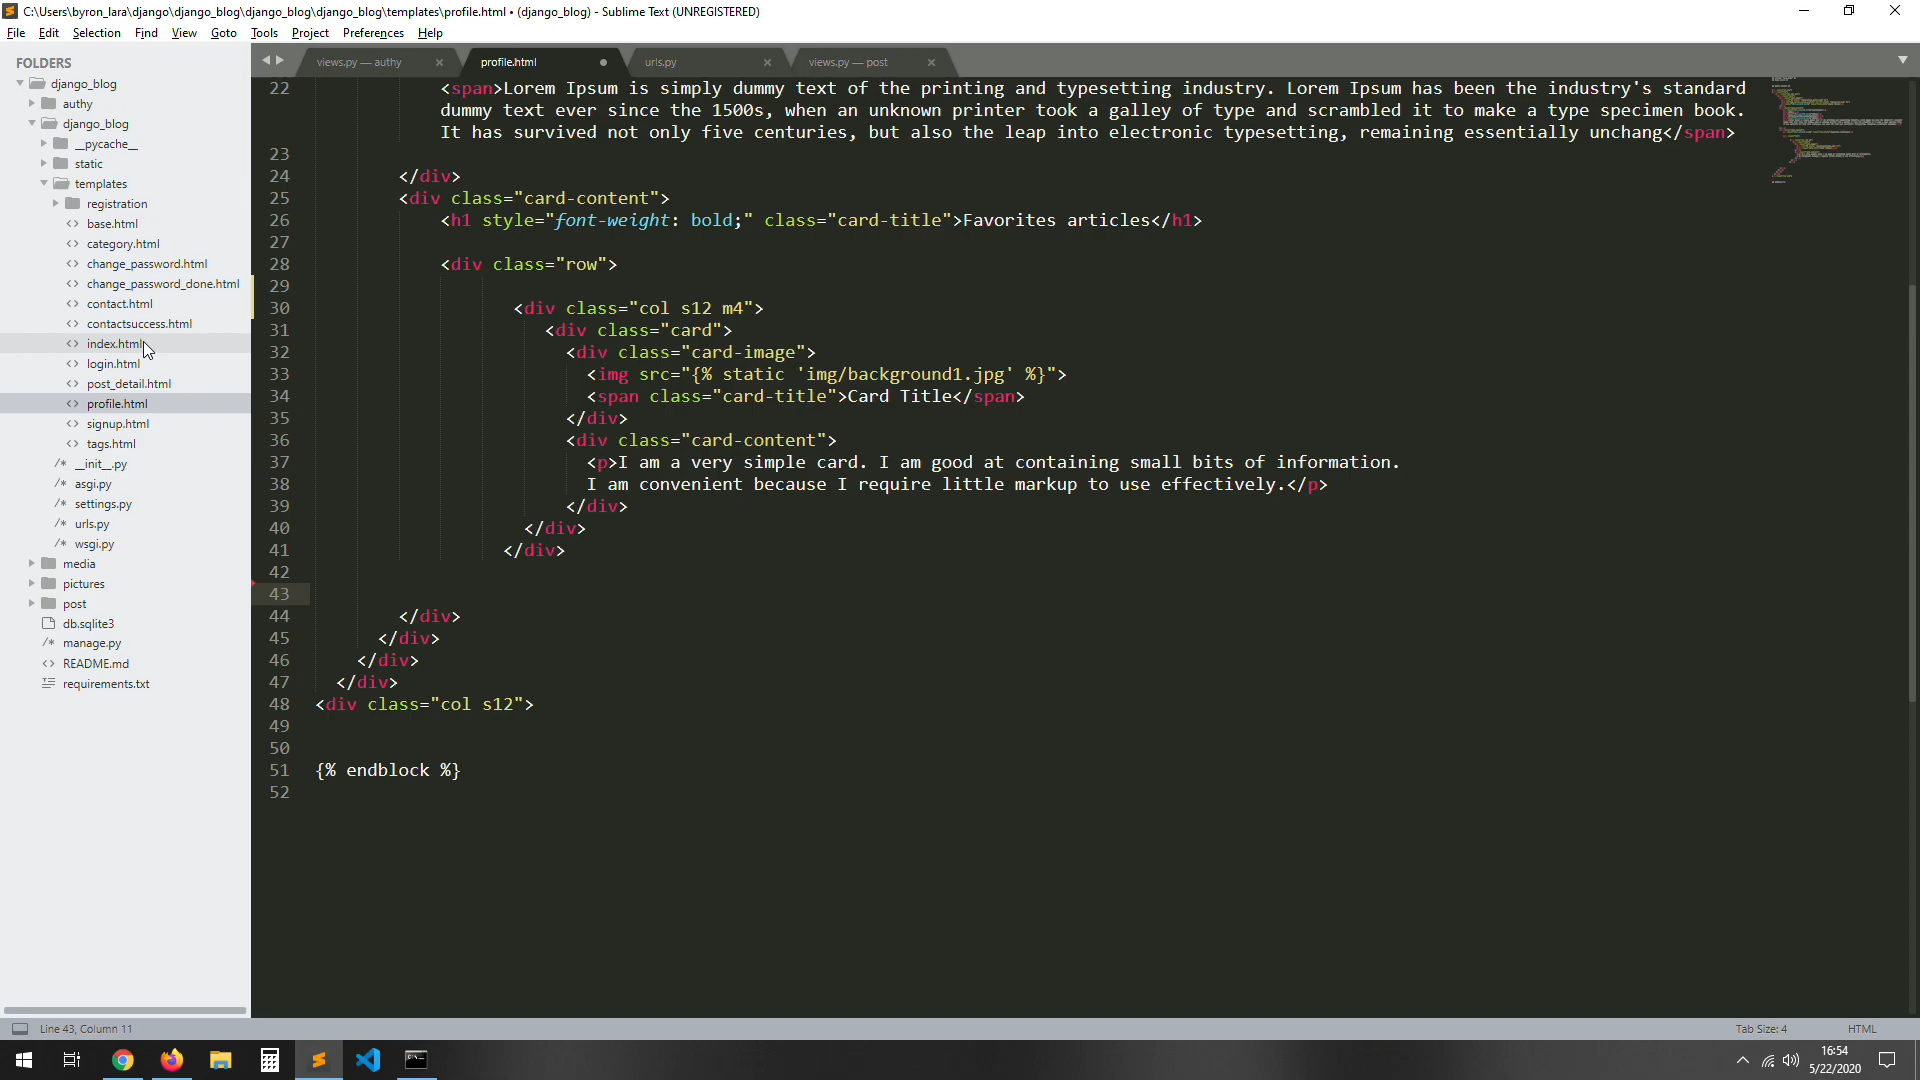 C:\Users\byron_lara\django\django_blog\django_blog\django_blog\templates\profile.html • (django_blog) - Sublime Text (UNREGISTERED)
File Edit Selection Find View Goto Tools Project Preferences Help
FOLDERS
django_blog
authy
django_blog
__pycache__
static
templates
registration
base.html
category.html
change_password.html
change_password_done.html
contact.html
contactsuccess.html
index.html
login.html
post_detail.html
profile.html
signup.html
tags.html
__init__.py
asgi.py
settings.py
urls.py
wsgi.py
media
pictures
post
db.sqlite3
manage.py
README.md
requirements.txt
views.py — authy
profile.html
urls.py
views.py — post
22 <span>Lorem Ipsum is simply dummy text of the printing and typesetting industry. Lorem Ipsum has been the industry's standard
dummy text ever since the 1500s, when an unknown printer took a galley of type and scrambled it to make a type specimen book.
It has survived not only five centuries, but also the leap into electronic typesetting, remaining essentially unchang</span>
23
24 </div>
25 <div class="card-content">
26 <h1 style="font-weight: bold;" class="card-title">Favorites articles</h1>
27
28 <div class="row">
29
30 <div class="col s12 m4">
31 <div class="card">
32 <div class="card-image">
33 <img src="{% static 'img/background1.jpg' %}">
34 <span class="card-title">Card Title</span>
35 </div>
36 <div class="card-content">
37 <p>I am a very simple card. I am good at containing small bits of information.
38 I am convenient because I require little markup to use effectively.</p>
39 </div>
40 </div>
41 </div>
42
43
44 </div>
45 </div>
46 </div>
47 </div>
48 <div class="col s12">
49
50
51 {% endblock %}
52
Line 43, Column 11
Tab Size: 4
HTML
16:54
5/22/2020